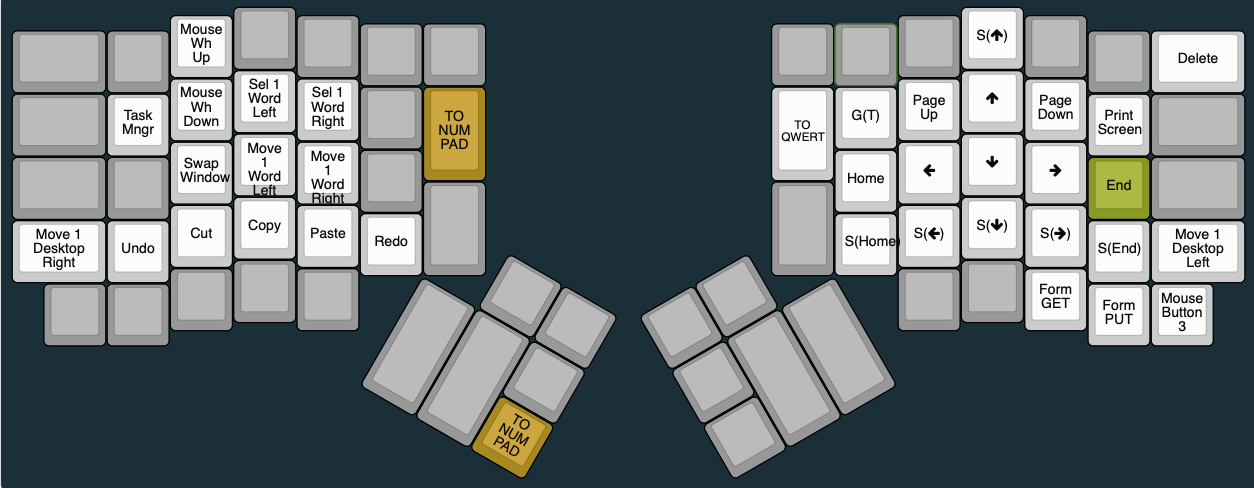 Mouse
Wh
Up
Task
Mngr
Mouse
Wh
Down
Sel 1
Word
Left
Sel 1
Word
Right
TO
NUM
PAD
Swap
Window
Move
1
Word
Left
Move
1
Word
Right
Move 1
Desktop
Right
Undo
Cut
Copy
Paste
Redo
TO
NUM
PAD
S(🡹)
Delete
TO
QWERT
G(T)
Page
Up
🡹
Page
Down
Print
Screen
Home
🡸
🡻
🡺
End
S(Home)
S(🡸)
S(🡻)
S(🡺)
S(End)
Move 1
Desktop
Left
Form
GET
Form
PUT
Mouse
Button
3